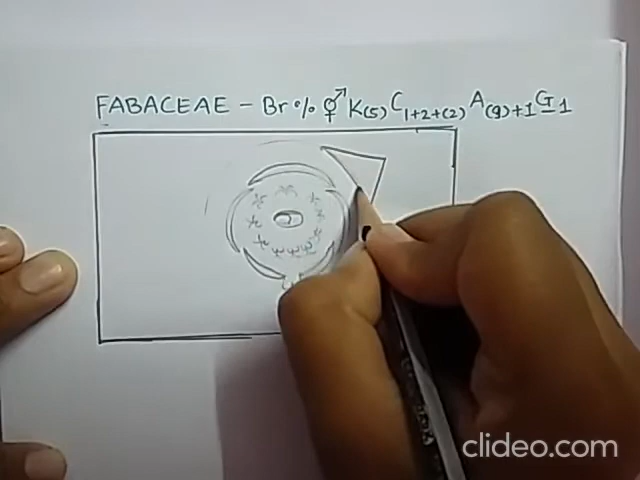 FABACEAE - Br % ⚥ K(5) C1+2+(2) A(9)+1 G1
clideo.com